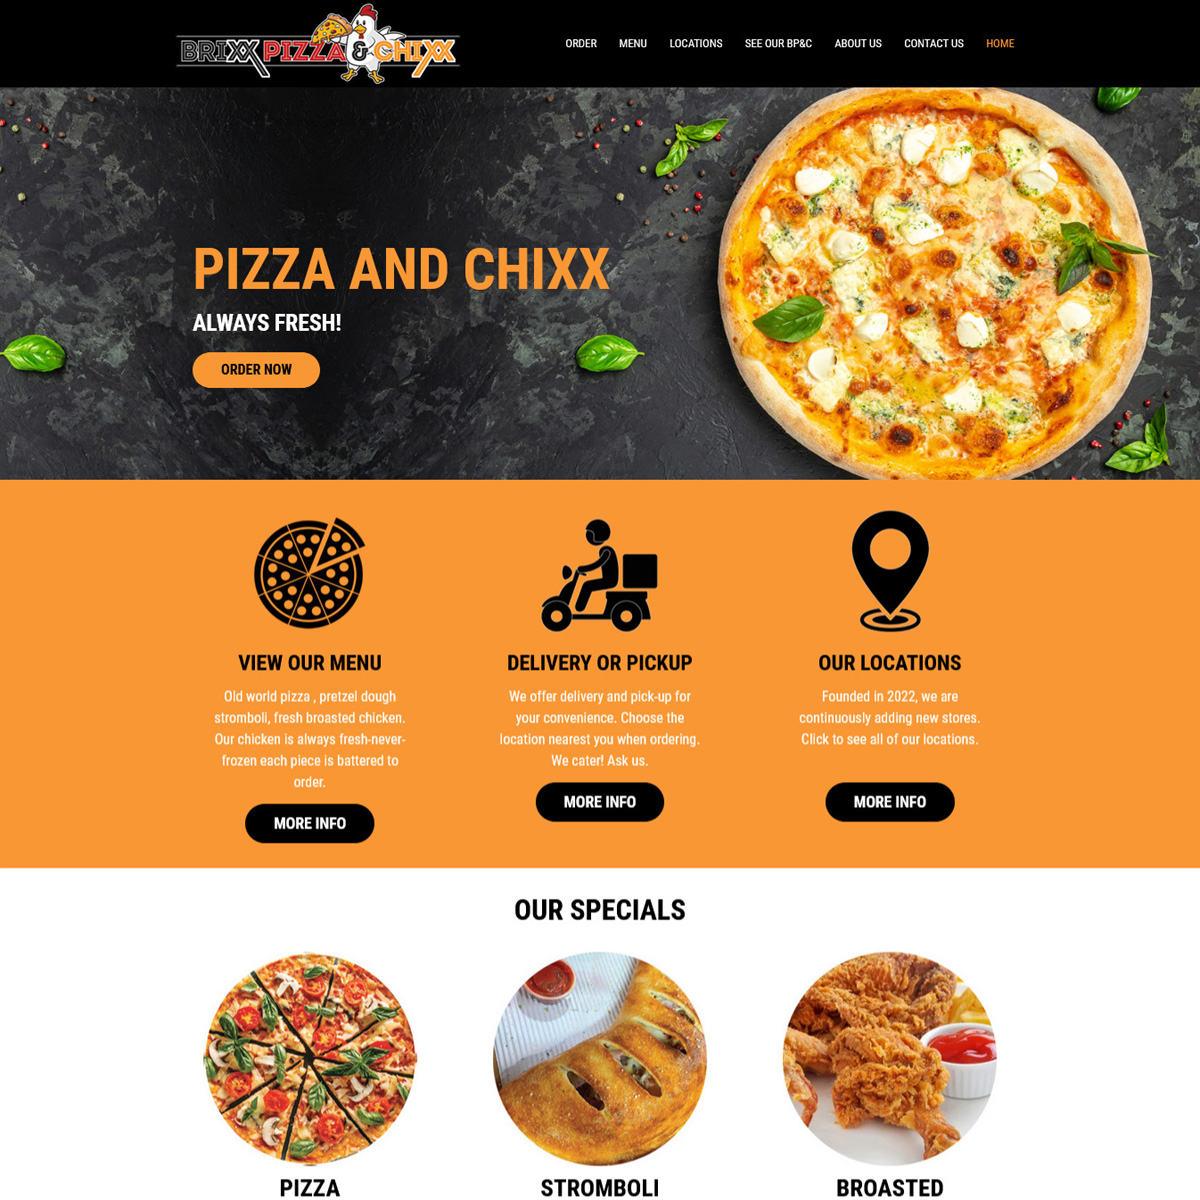 BRIXX PIZZA & CHIXX
ORDER MENU LOCATIONS SEE OUR BP&C ABOUT US CONTACT US HOME
PIZZA AND CHIXX
ALWAYS FRESH!
ORDER NOW
VIEW OUR MENU
Old world pizza , pretzel dough
stromboli, fresh broasted chicken.
Our chicken is always fresh-never-
frozen each piece is battered to
order.
MORE INFO
DELIVERY OR PICKUP
We offer delivery and pick-up for
your convenience. Choose the
location nearest you when ordering.
We cater! Ask us.
MORE INFO
OUR LOCATIONS
Founded in 2022, we are
continuously adding new stores.
Click to see all of our locations.
MORE INFO
OUR SPECIALS
PIZZA
STROMBOLI
BROASTED